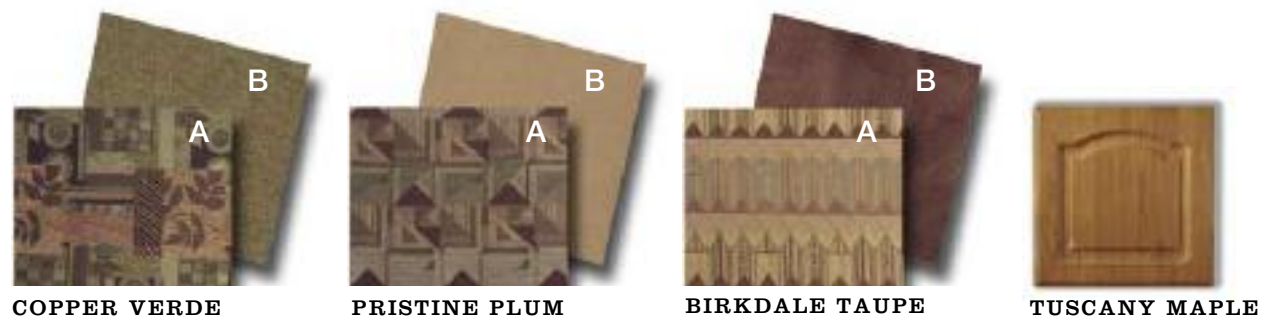 B
A
B
A
B
A
COPPER VERDE
PRISTINE PLUM
BIRKDALE TAUPE
TUSCANY MAPLE